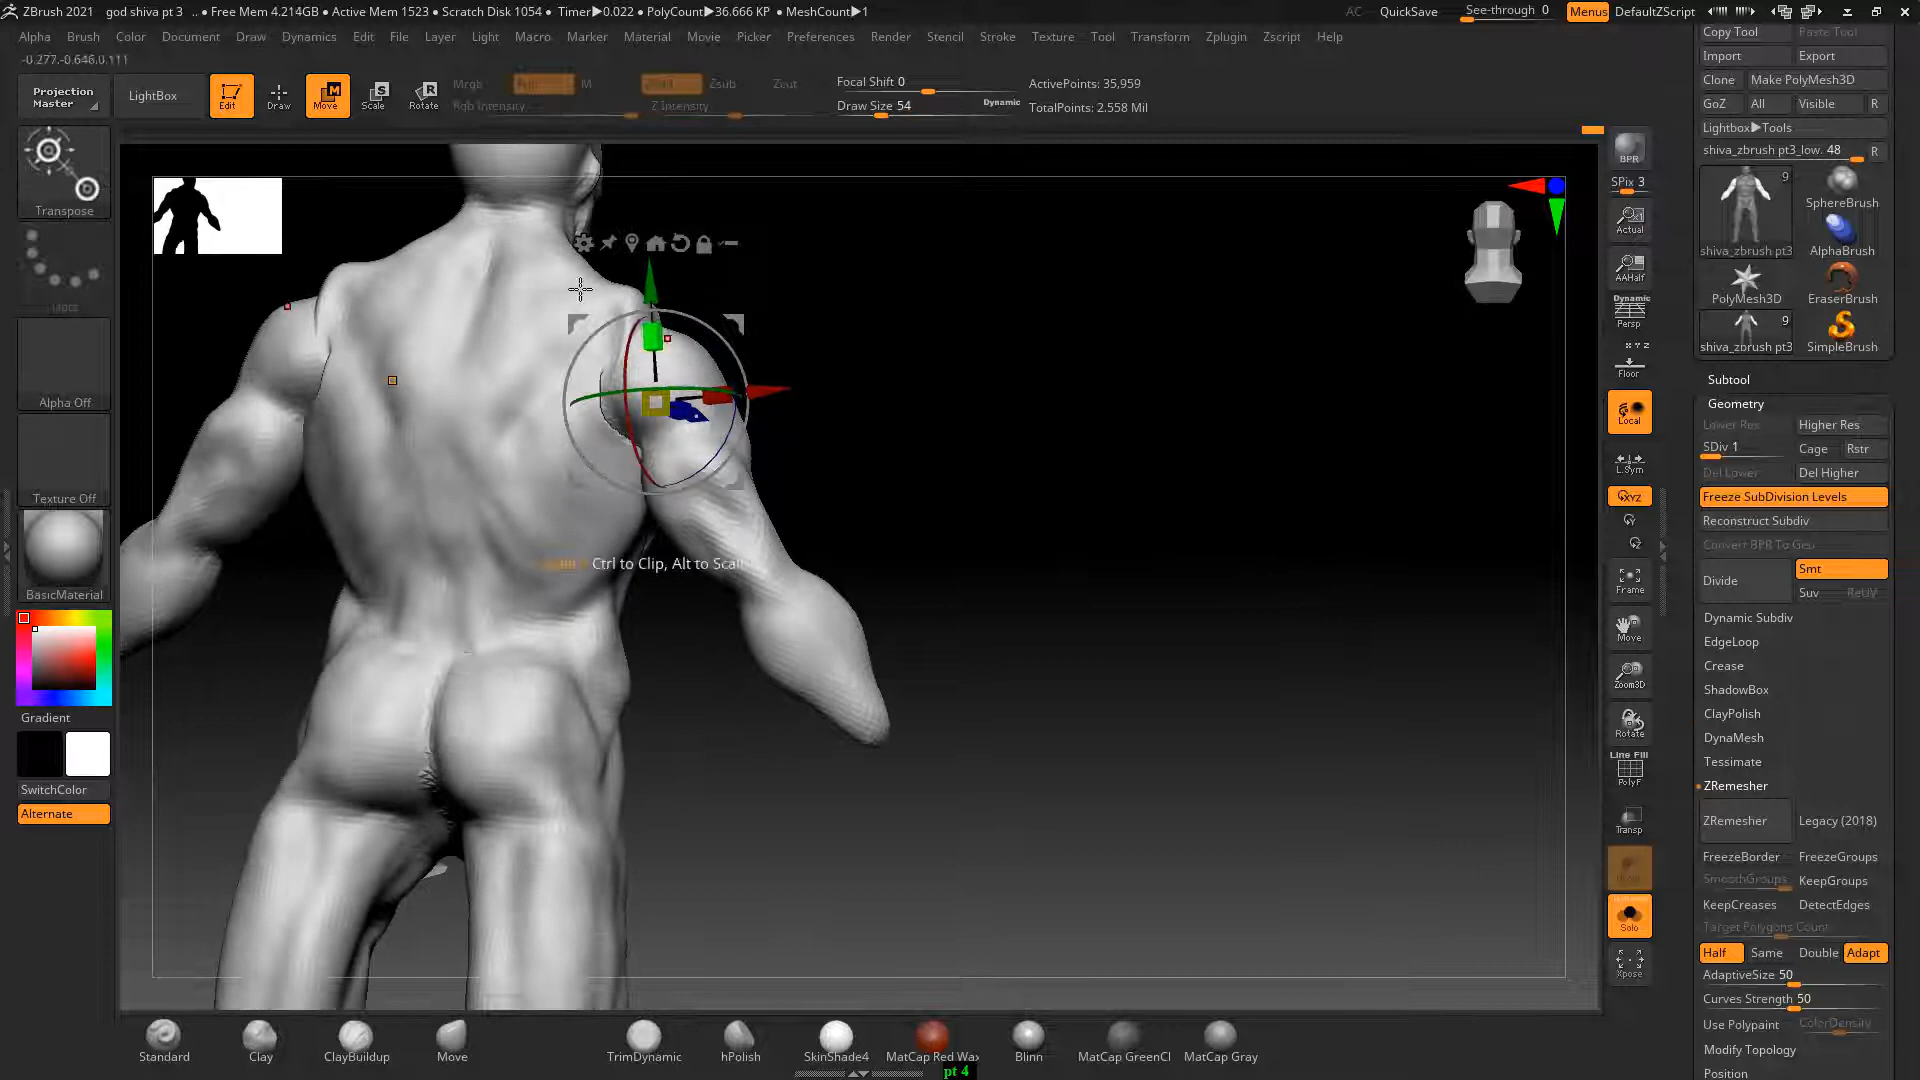 ZBrush 2021 god shiva pt 3 .. • Free Mem 4.214GB • Active Mem 1523 • Scratch Disk 1054 • Timer▶0.022 • PolyCount▶36.666 KP • MeshCount▶1 AC QuickSave See-through 0 Menus DefaultZScript
Alpha Brush Color Document Draw Dynamics Edit File Layer Light Macro Marker Material Movie Picker Preferences Render Stencil Stroke Texture Tool Transform Zplugin Zscript Help
-0.277,-0.646,0.111
Projection Master
LightBox
Edit
Draw
Move
Scale
Rotate
Mrgb
M
Zsub
Zcut
Rgb Intensity
Z Intensity
Focal Shift 0
Draw Size 54
Dynamic
ActivePoints: 35,959
TotalPoints: 2.558 Mil
Transpose
Alpha Off
Texture Off
BasicMaterial
Gradient
SwitchColor
Alternate
Ctrl to Clip, Alt to Scal
BPR
SPix 3
Actual
AAHalf
Dynamic
Persp
X Y Z
Floor
Local
L.Sym
XYZ
Frame
Move
Zoom3D
Rotate
Line Fill
PolyF
Transp
Solo
Xpose
Copy Tool Paste Tool
Import Export
Clone Make PolyMesh3D
GoZ All Visible R
Lightbox▶Tools
shiva_zbrush pt3_low. 48 R
9
SphereBrush
shiva_zbrush pt3 AlphaBrush
PolyMesh3D EraserBrush
9
shiva_zbrush pt3 SimpleBrush
Subtool
Geometry
Lower Res Higher Res
SDiv 1 Cage Rstr
Del Lower Del Higher
Freeze SubDivision Levels
Reconstruct Subdiv
Convert BPR To Geo
Divide Smt
Suv ReUV
Dynamic Subdiv
EdgeLoop
Crease
ShadowBox
ClayPolish
DynaMesh
Tessimate
ZRemesher
ZRemesher Legacy (2018)
FreezeBorder FreezeGroups
SmoothGroups KeepGroups
KeepCreases DetectEdges
Target Polygons Count
Half Same Double Adapt
AdaptiveSize 50
Curves Strength 50
Use Polypaint ColorDensity
Modify Topology
Position
Standard Clay ClayBuildup Move TrimDynamic hPolish SkinShade4 MatCap Red Wax Blinn MatCap GreenCl MatCap Gray
pt 4